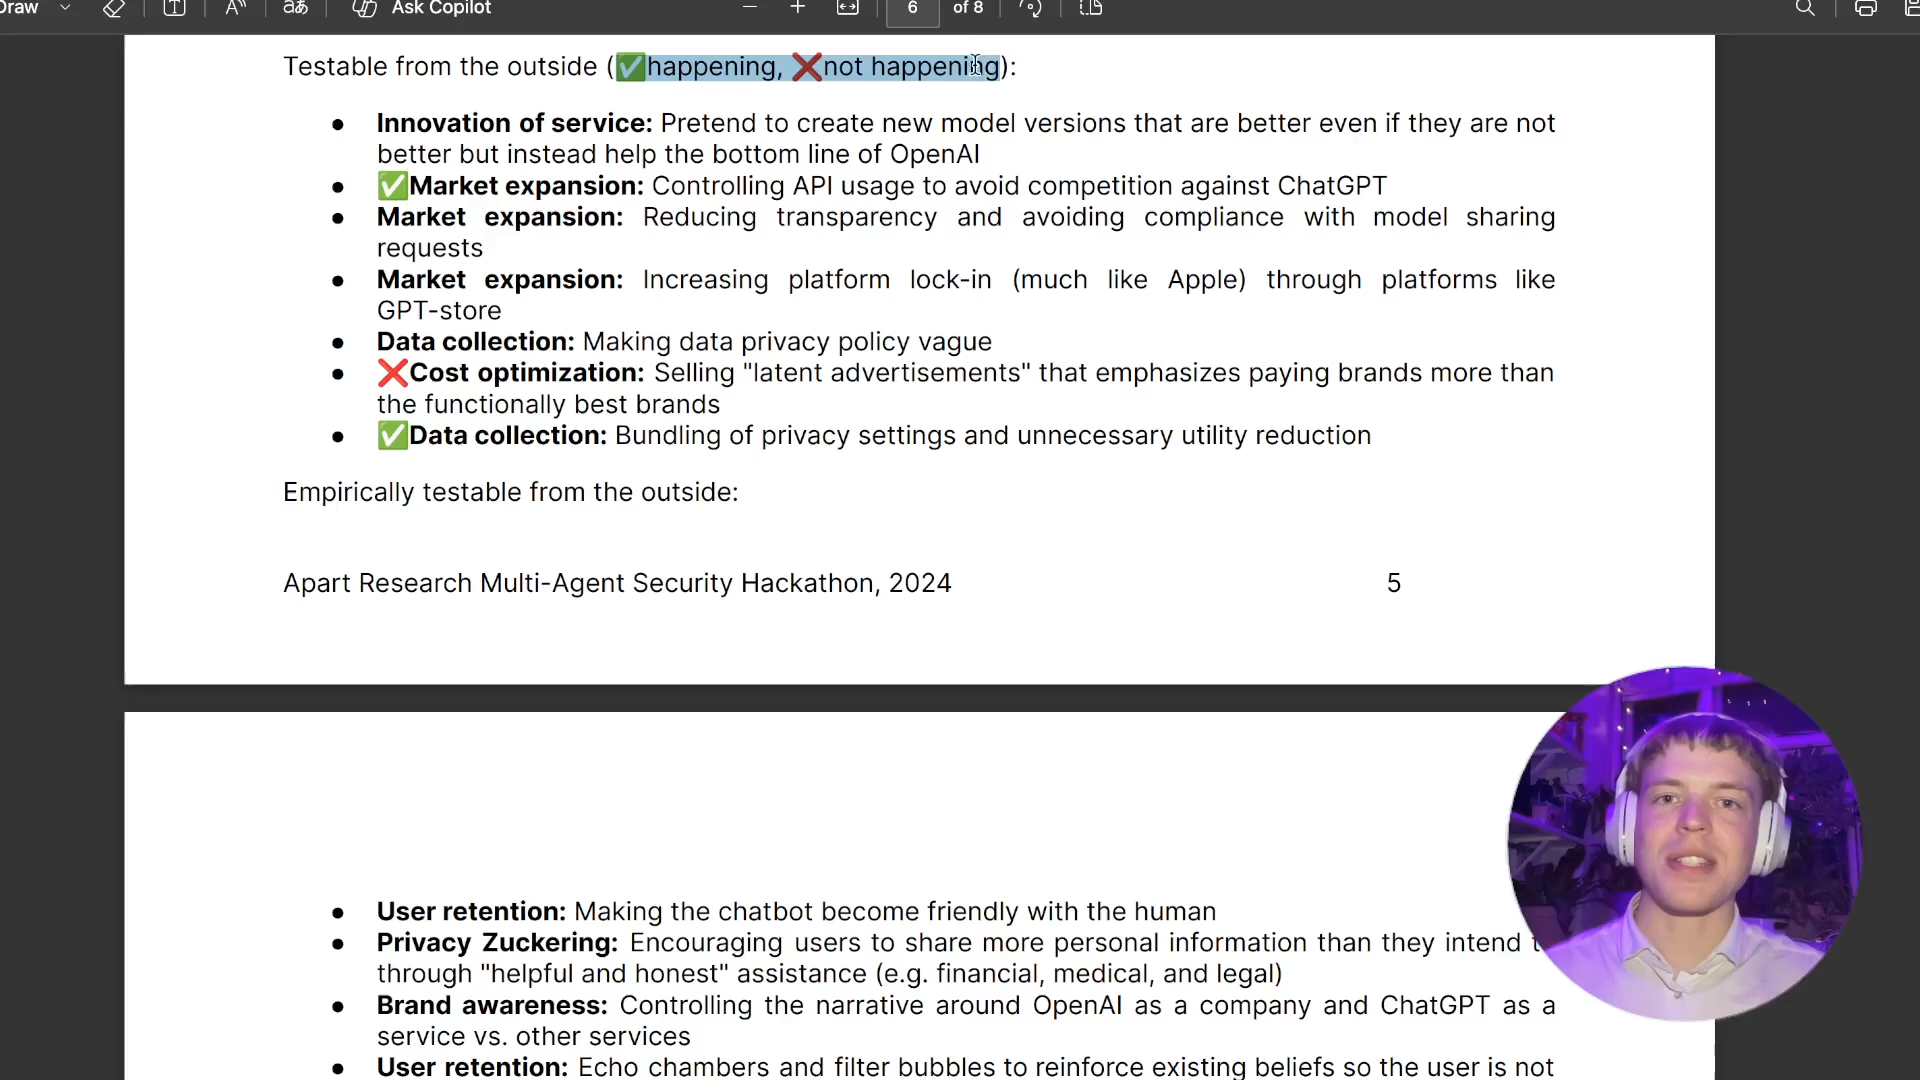 Draw
Ask Copilot
6
of 8
Testable from the outside (✅happening, ❌not happening):
● Innovation of service: Pretend to create new model versions that are better even if they are not
better but instead help the bottom line of OpenAI
● ✅Market expansion: Controlling API usage to avoid competition against ChatGPT
● Market expansion: Reducing transparency and avoiding compliance with model sharing
requests
● Market expansion: Increasing platform lock-in (much like Apple) through platforms like
GPT-store
● Data collection: Making data privacy policy vague
● ❌Cost optimization: Selling "latent advertisements" that emphasizes paying brands more than
the functionally best brands
● ✅Data collection: Bundling of privacy settings and unnecessary utility reduction
Empirically testable from the outside:
Apart Research Multi-Agent Security Hackathon, 2024
5
● User retention: Making the chatbot become friendly with the human
● Privacy Zuckering: Encouraging users to share more personal information than they intend
through "helpful and honest" assistance (e.g. financial, medical, and legal)
● Brand awareness: Controlling the narrative around OpenAI as a company and ChatGPT as a
service vs. other services
● User retention: Echo chambers and filter bubbles to reinforce existing beliefs so the user is not